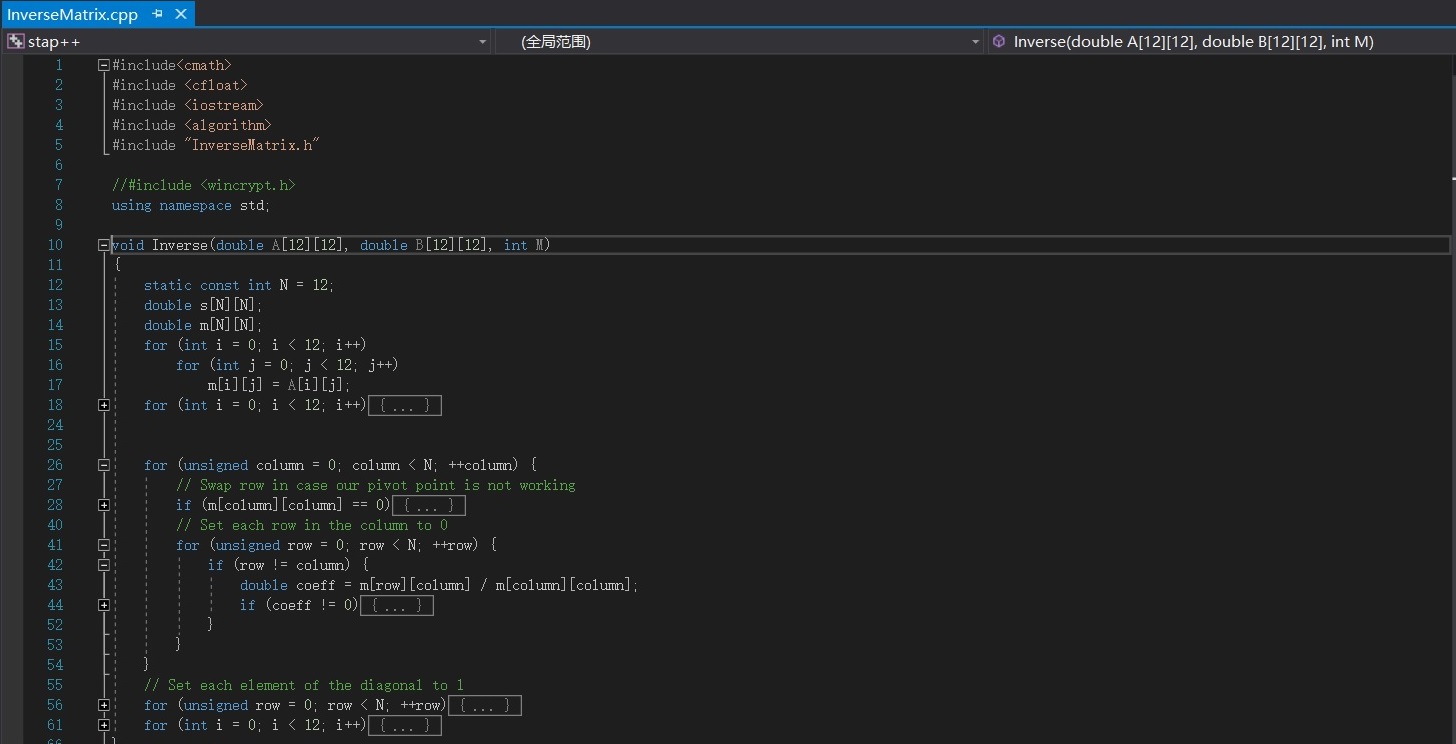 InverseMatrix.cpp
stap++ (全局范围) Inverse(double A[12][12], double B[12][12], int M)
1 #include<cmath>
2 #include <cfloat>
3 #include <iostream>
4 #include <algorithm>
5 #include "InverseMatrix.h"
6
7 //#include <wincrypt.h>
8 using namespace std;
9
10 void Inverse(double A[12][12], double B[12][12], int M)
11 {
12 static const int N = 12;
13 double s[N][N];
14 double m[N][N];
15 for (int i = 0; i < 12; i++)
16 for (int j = 0; j < 12; j++)
17 m[i][j] = A[i][j];
18 for (int i = 0; i < 12; i++) { ... }
24
25
26 for (unsigned column = 0; column < N; ++column) {
27 // Swap row in case our pivot point is not working
28 if (m[column][column] == 0) { ... }
40 // Set each row in the column to 0
41 for (unsigned row = 0; row < N; ++row) {
42 if (row != column) {
43 double coeff = m[row][column] / m[column][column];
44 if (coeff != 0) { ... }
52 }
53 }
54 }
55 // Set each element of the diagonal to 1
56 for (unsigned row = 0; row < N; ++row) { ... }
61 for (int i = 0; i < 12; i++) { ... }
66 }